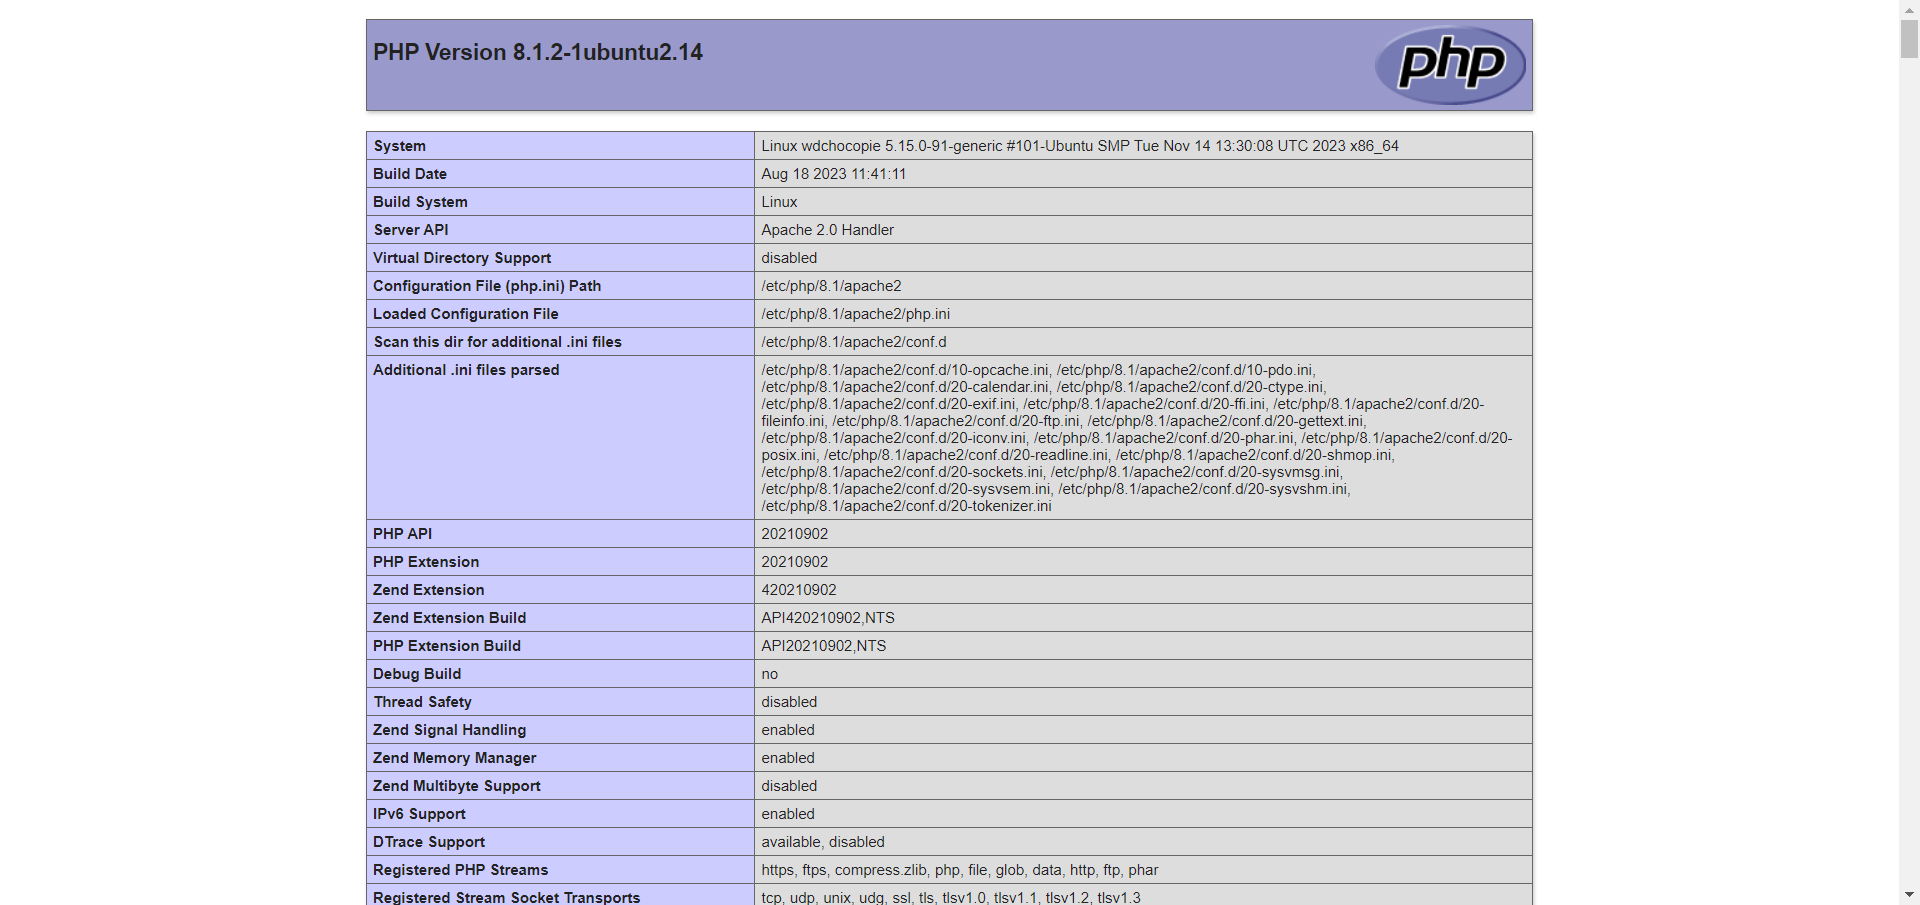 PHP Version 8.1.2-1ubuntu2.14
php
System Linux wdchocopie 5.15.0-91-generic #101-Ubuntu SMP Tue Nov 14 13:30:08 UTC 2023 x86_64
Build Date Aug 18 2023 11:41:11
Build System Linux
Server API Apache 2.0 Handler
Virtual Directory Support disabled
Configuration File (php.ini) Path /etc/php/8.1/apache2
Loaded Configuration File /etc/php/8.1/apache2/php.ini
Scan this dir for additional .ini files /etc/php/8.1/apache2/conf.d
Additional .ini files parsed /etc/php/8.1/apache2/conf.d/10-opcache.ini, /etc/php/8.1/apache2/conf.d/10-pdo.ini,
/etc/php/8.1/apache2/conf.d/20-calendar.ini, /etc/php/8.1/apache2/conf.d/20-ctype.ini,
/etc/php/8.1/apache2/conf.d/20-exif.ini, /etc/php/8.1/apache2/conf.d/20-ffi.ini, /etc/php/8.1/apache2/conf.d/20-
fileinfo.ini, /etc/php/8.1/apache2/conf.d/20-ftp.ini, /etc/php/8.1/apache2/conf.d/20-gettext.ini,
/etc/php/8.1/apache2/conf.d/20-iconv.ini, /etc/php/8.1/apache2/conf.d/20-phar.ini, /etc/php/8.1/apache2/conf.d/20-
posix.ini, /etc/php/8.1/apache2/conf.d/20-readline.ini, /etc/php/8.1/apache2/conf.d/20-shmop.ini,
/etc/php/8.1/apache2/conf.d/20-sockets.ini, /etc/php/8.1/apache2/conf.d/20-sysvmsg.ini,
/etc/php/8.1/apache2/conf.d/20-sysvsem.ini, /etc/php/8.1/apache2/conf.d/20-sysvshm.ini,
/etc/php/8.1/apache2/conf.d/20-tokenizer.ini
PHP API 20210902
PHP Extension 20210902
Zend Extension 420210902
Zend Extension Build API420210902,NTS
PHP Extension Build API20210902,NTS
Debug Build no
Thread Safety disabled
Zend Signal Handling enabled
Zend Memory Manager enabled
Zend Multibyte Support disabled
IPv6 Support enabled
DTrace Support available, disabled
Registered PHP Streams https, ftps, compress.zlib, php, file, glob, data, http, ftp, phar
Registered Stream Socket Transports tcp, udp, unix, udg, ssl, tls, tlsv1.0, tlsv1.1, tlsv1.2, tlsv1.3